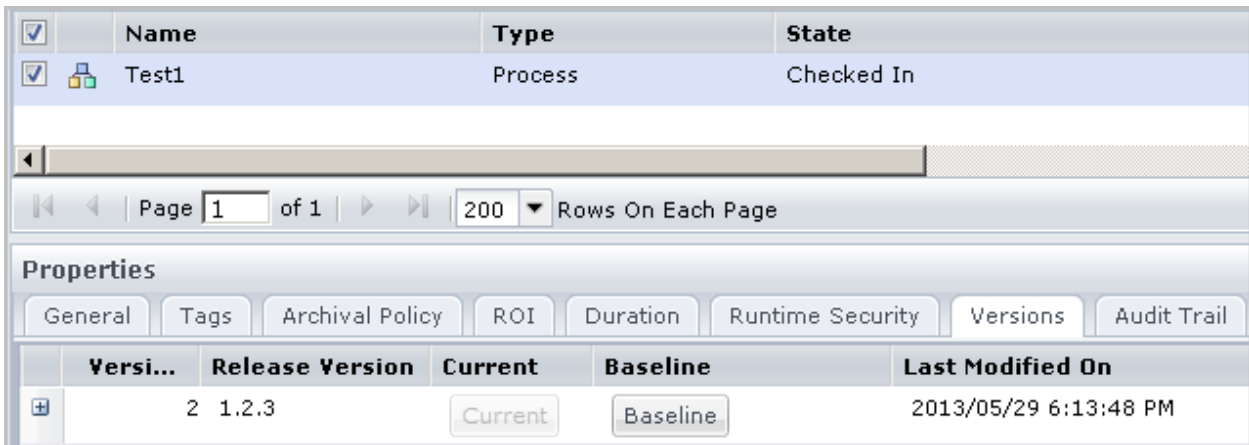 Name Type State
Test1 Process Checked In
Page 1 of 1 200 Rows On Each Page
Properties
General Tags Archival Policy ROI Duration Runtime Security Versions Audit Trail
Versi... Release Version Current Baseline Last Modified On
2 1.2.3 Current Baseline 2013/05/29 6:13:48 PM